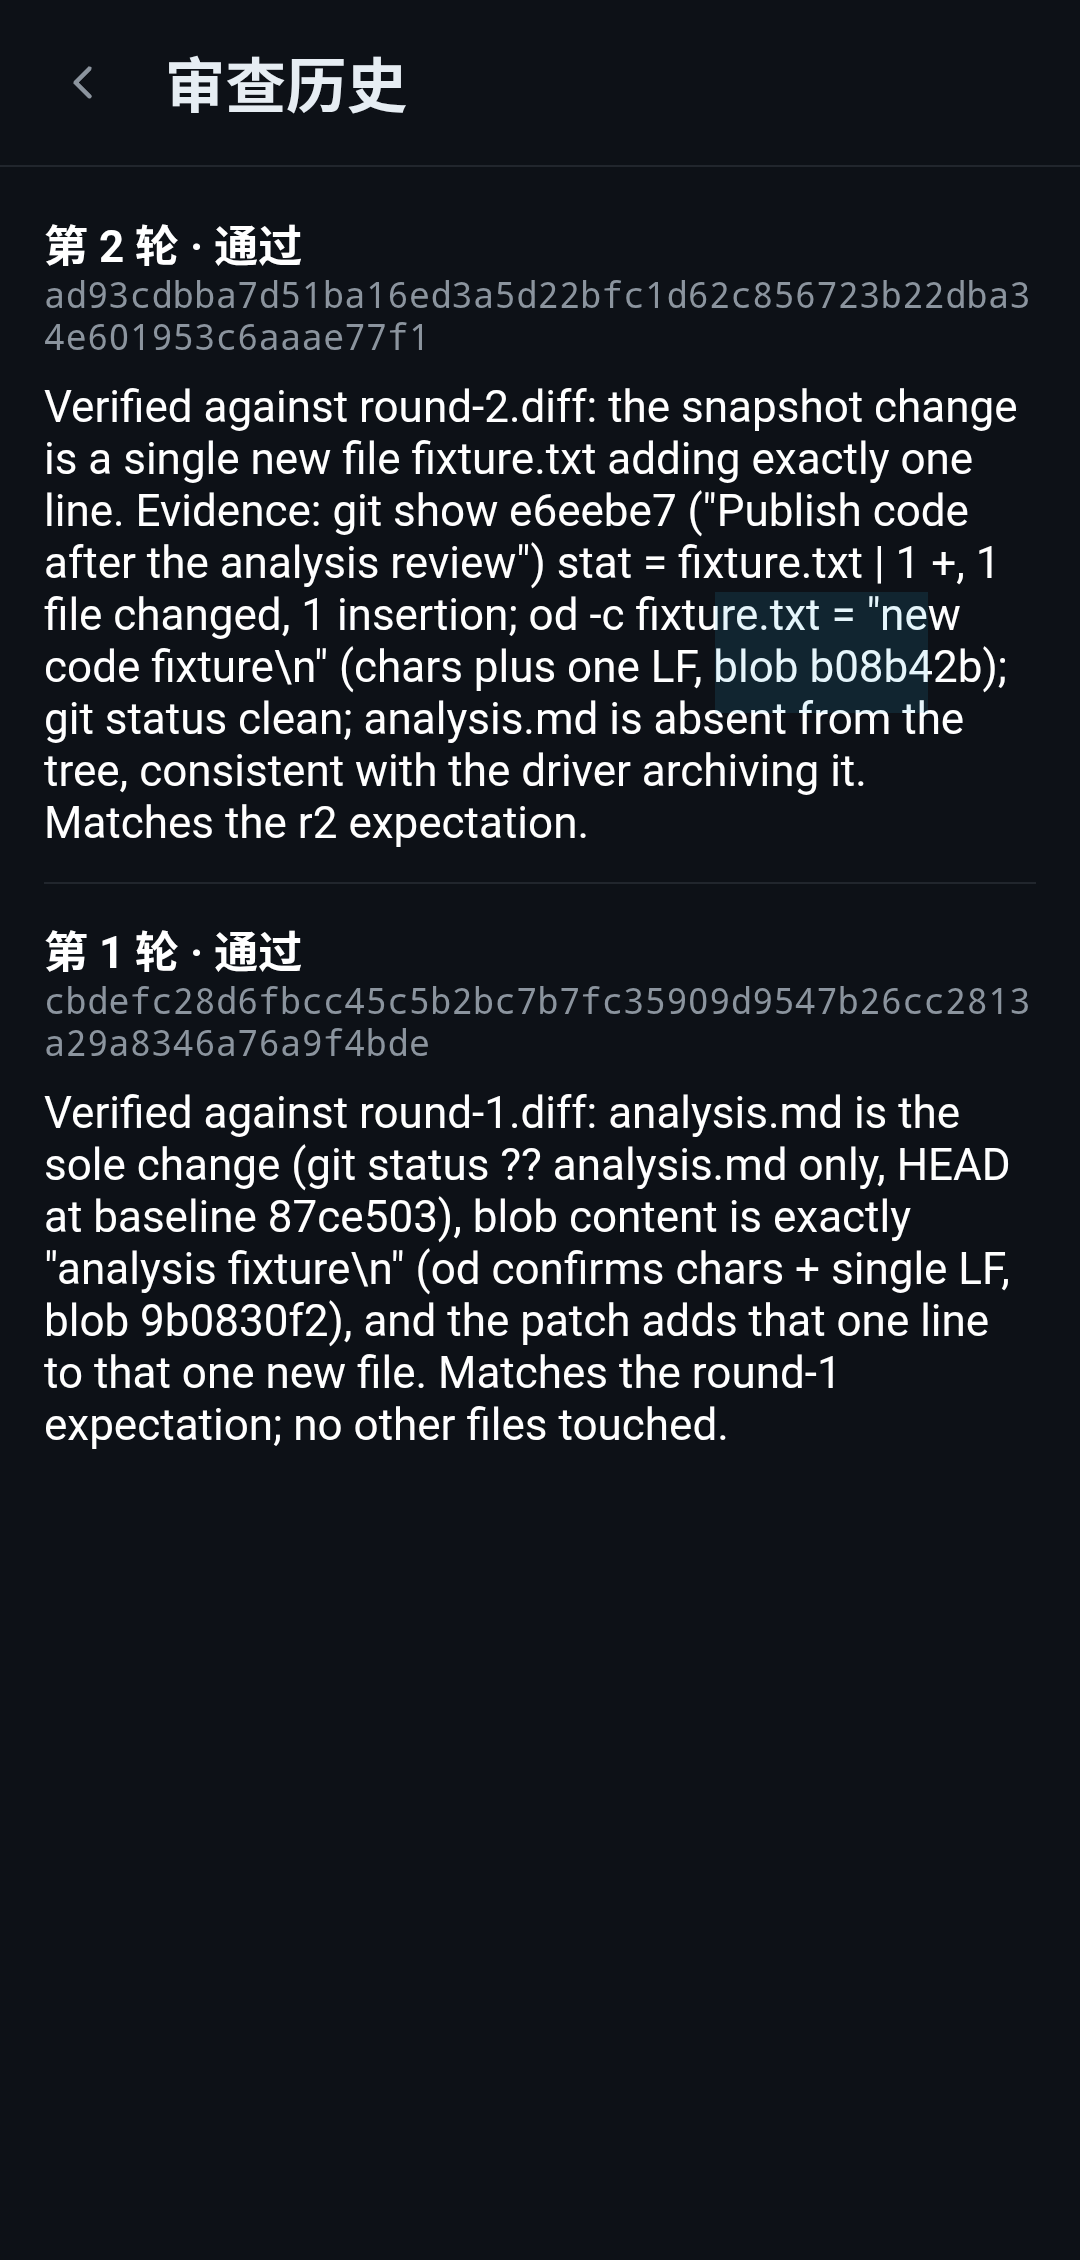 审查历史
第 2 轮 · 通过
ad93cdbba7d51ba16ed3a5d22bfc1d62c856723b22dba3
4e601953c6aaae77f1
Verified against round-2.diff: the snapshot change
is a single new file fixture.txt adding exactly one
line. Evidence: git show e6eebe7 ("Publish code
after the analysis review") stat = fixture.txt | 1 +, 1
file changed, 1 insertion; od -c fixture.txt = "new
code fixture\n" (chars plus one LF, blob b08b42b);
git status clean; analysis.md is absent from the
tree, consistent with the driver archiving it.
Matches the r2 expectation.
第 1 轮 · 通过
cbdefc28d6fbcc45c5b2bc7b7fc35909d9547b26cc2813
a29a8346a76a9f4bde
Verified against round-1.diff: analysis.md is the
sole change (git status ?? analysis.md only, HEAD
at baseline 87ce503), blob content is exactly
"analysis fixture\n" (od confirms chars + single LF,
blob 9b0830f2), and the patch adds that one line
to that one new file. Matches the round-1
expectation; no other files touched.